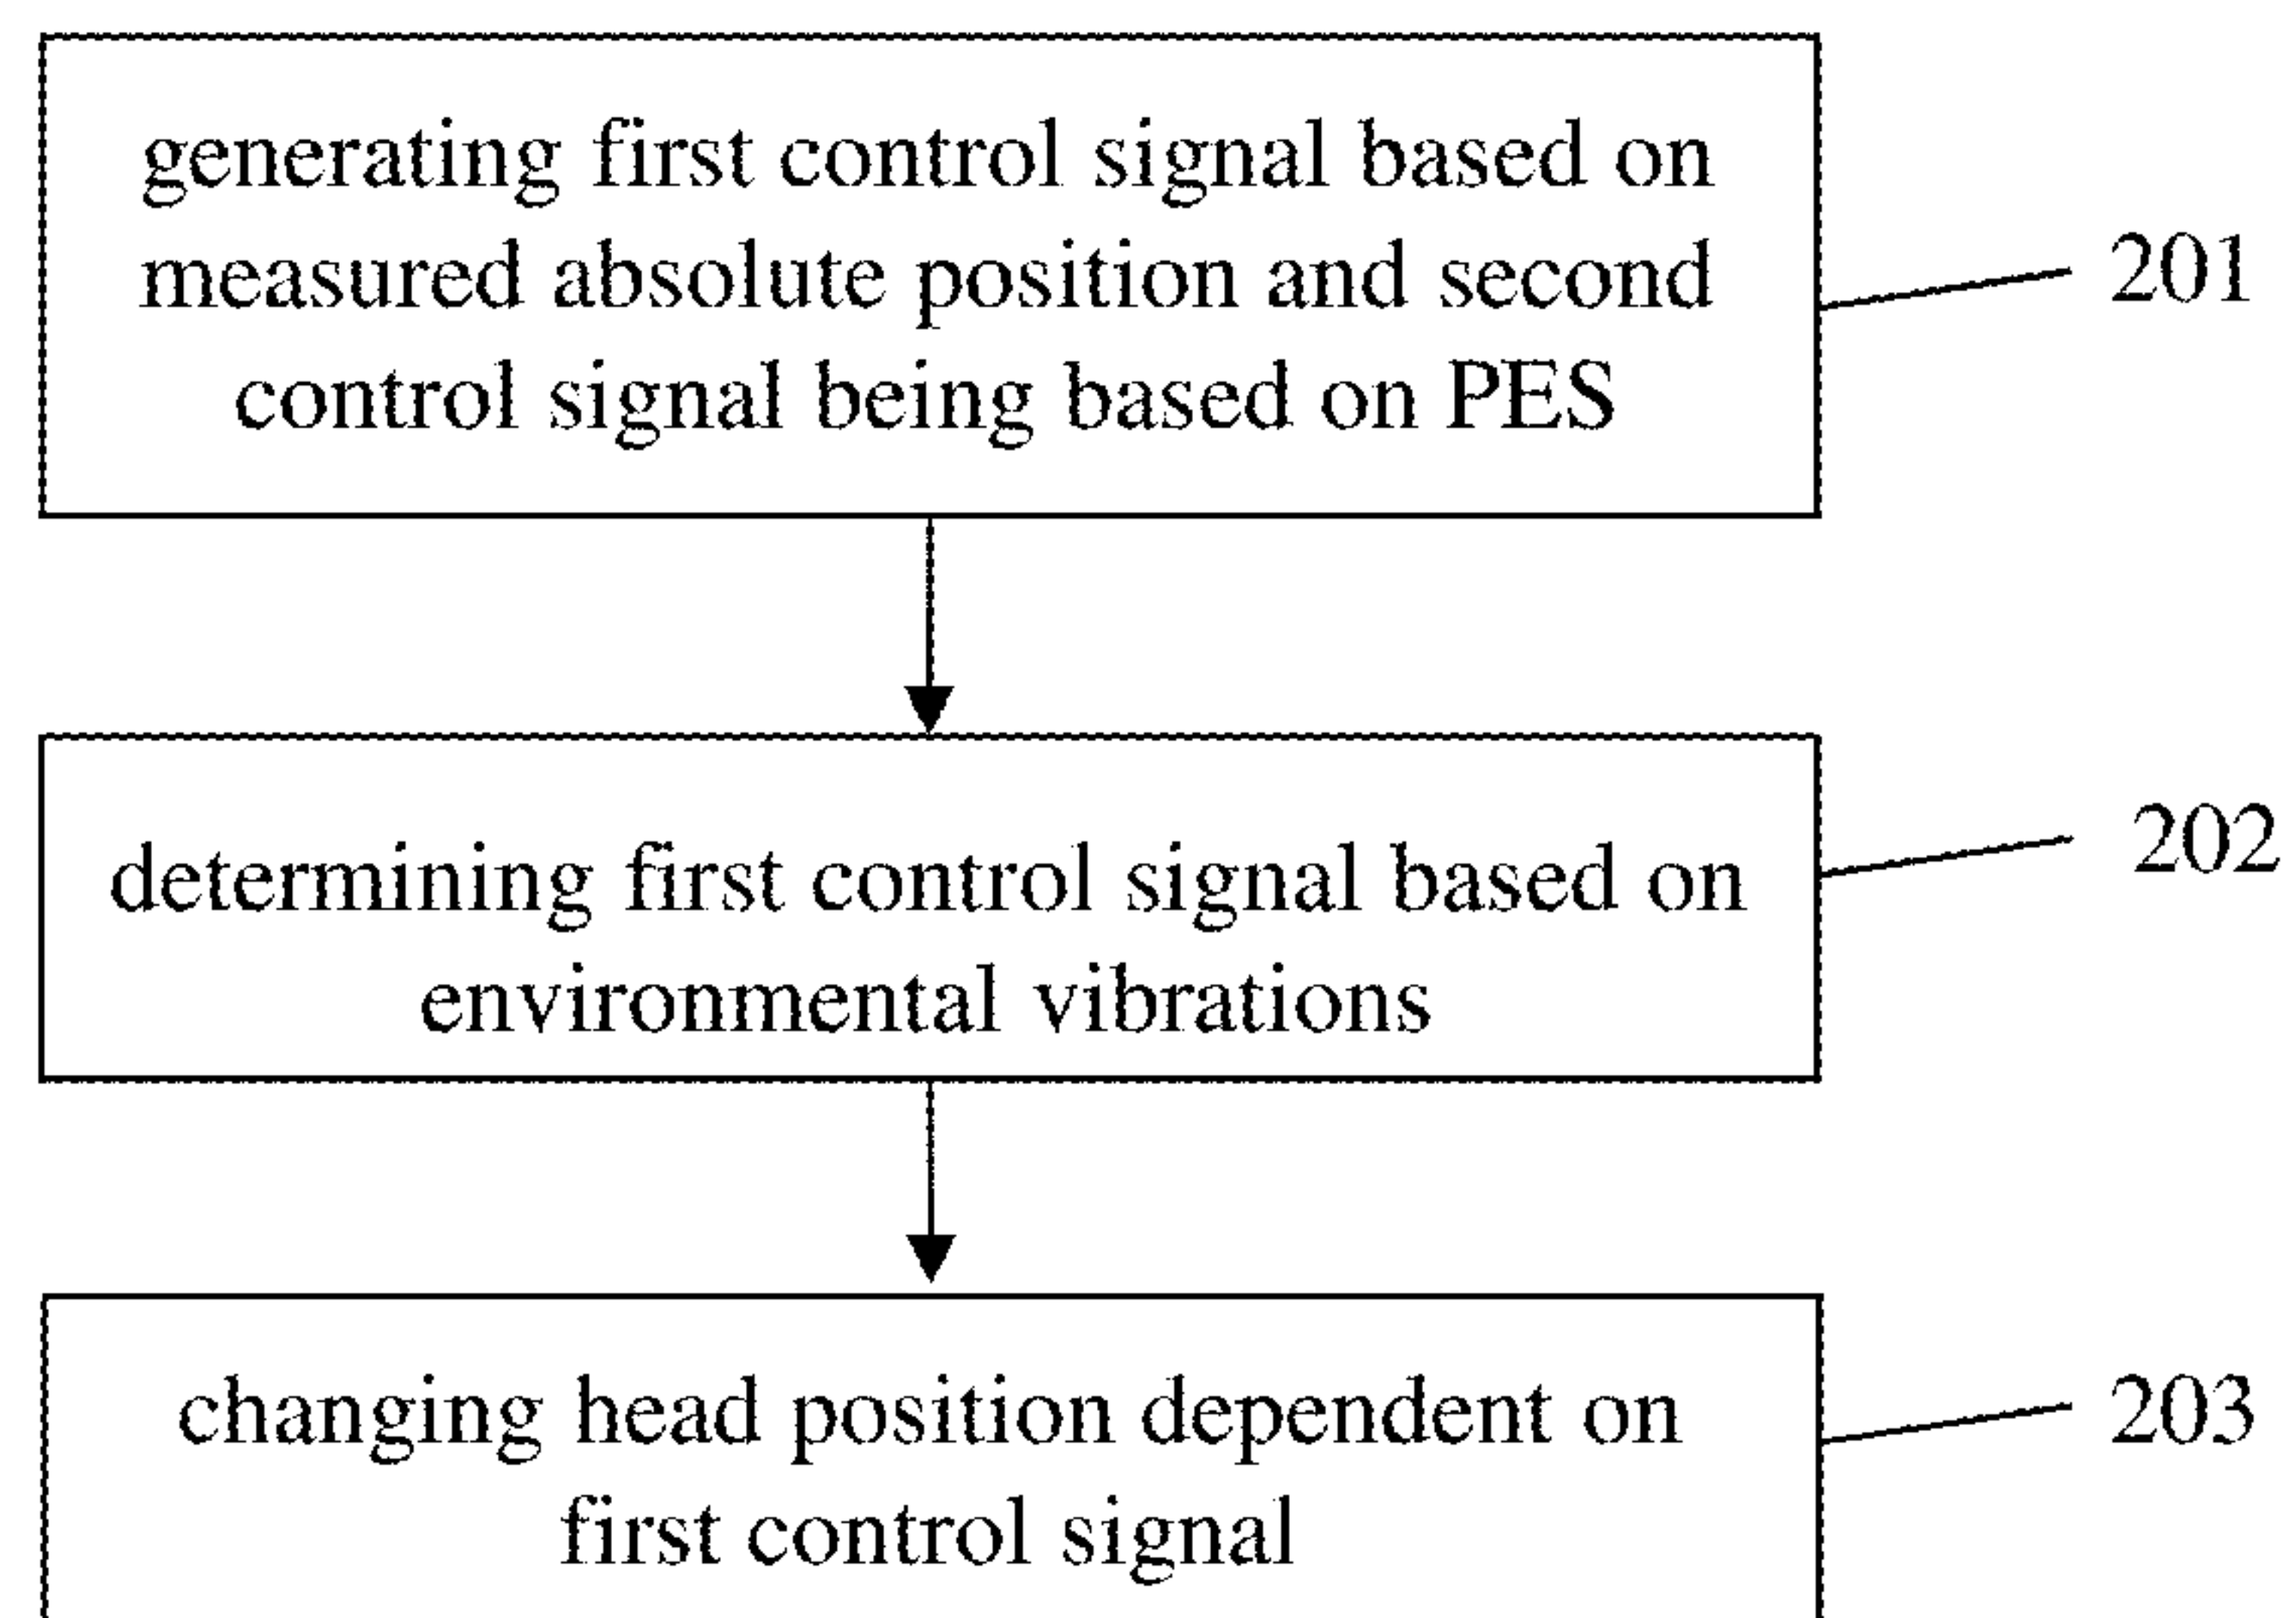 generating first control signal based on
measured absolute position and second
control signal being based on PES
201
determining first control signal based on
environmental vibrations
202
changing head position dependent on
first control signal
203